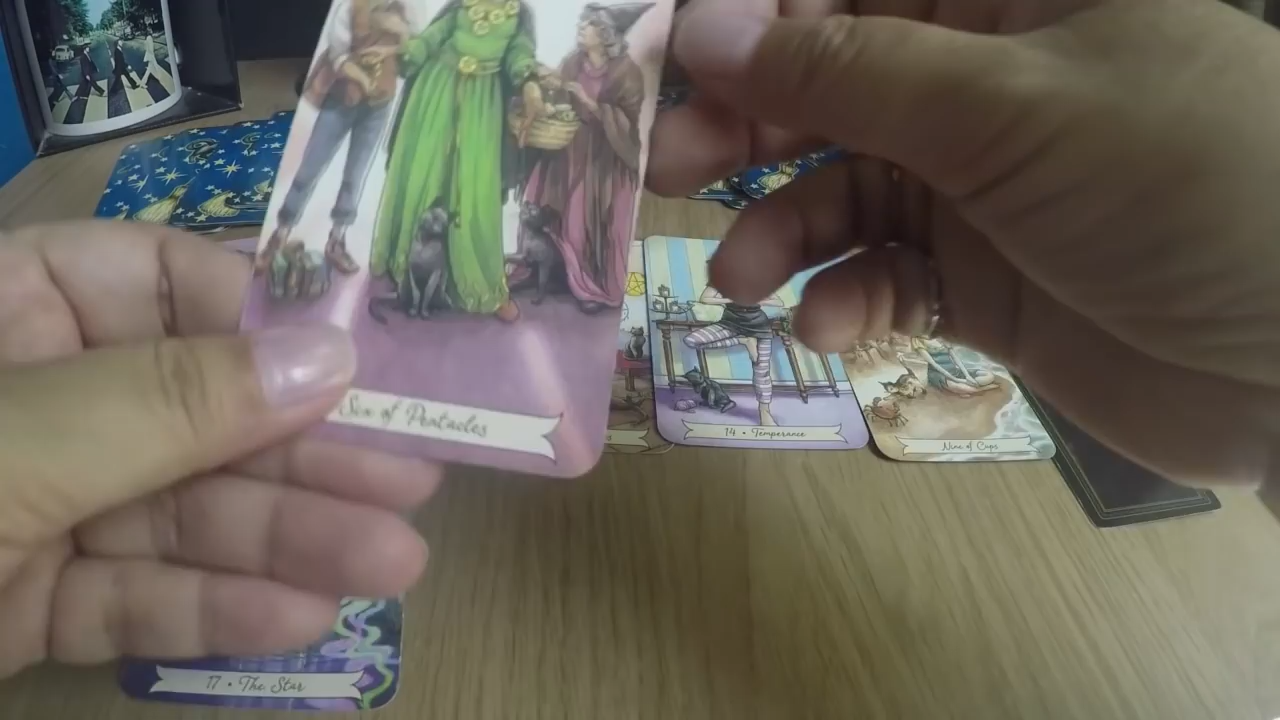 Six of Pentacles
14 • Temperance
Nine of Cups
17 • The Star